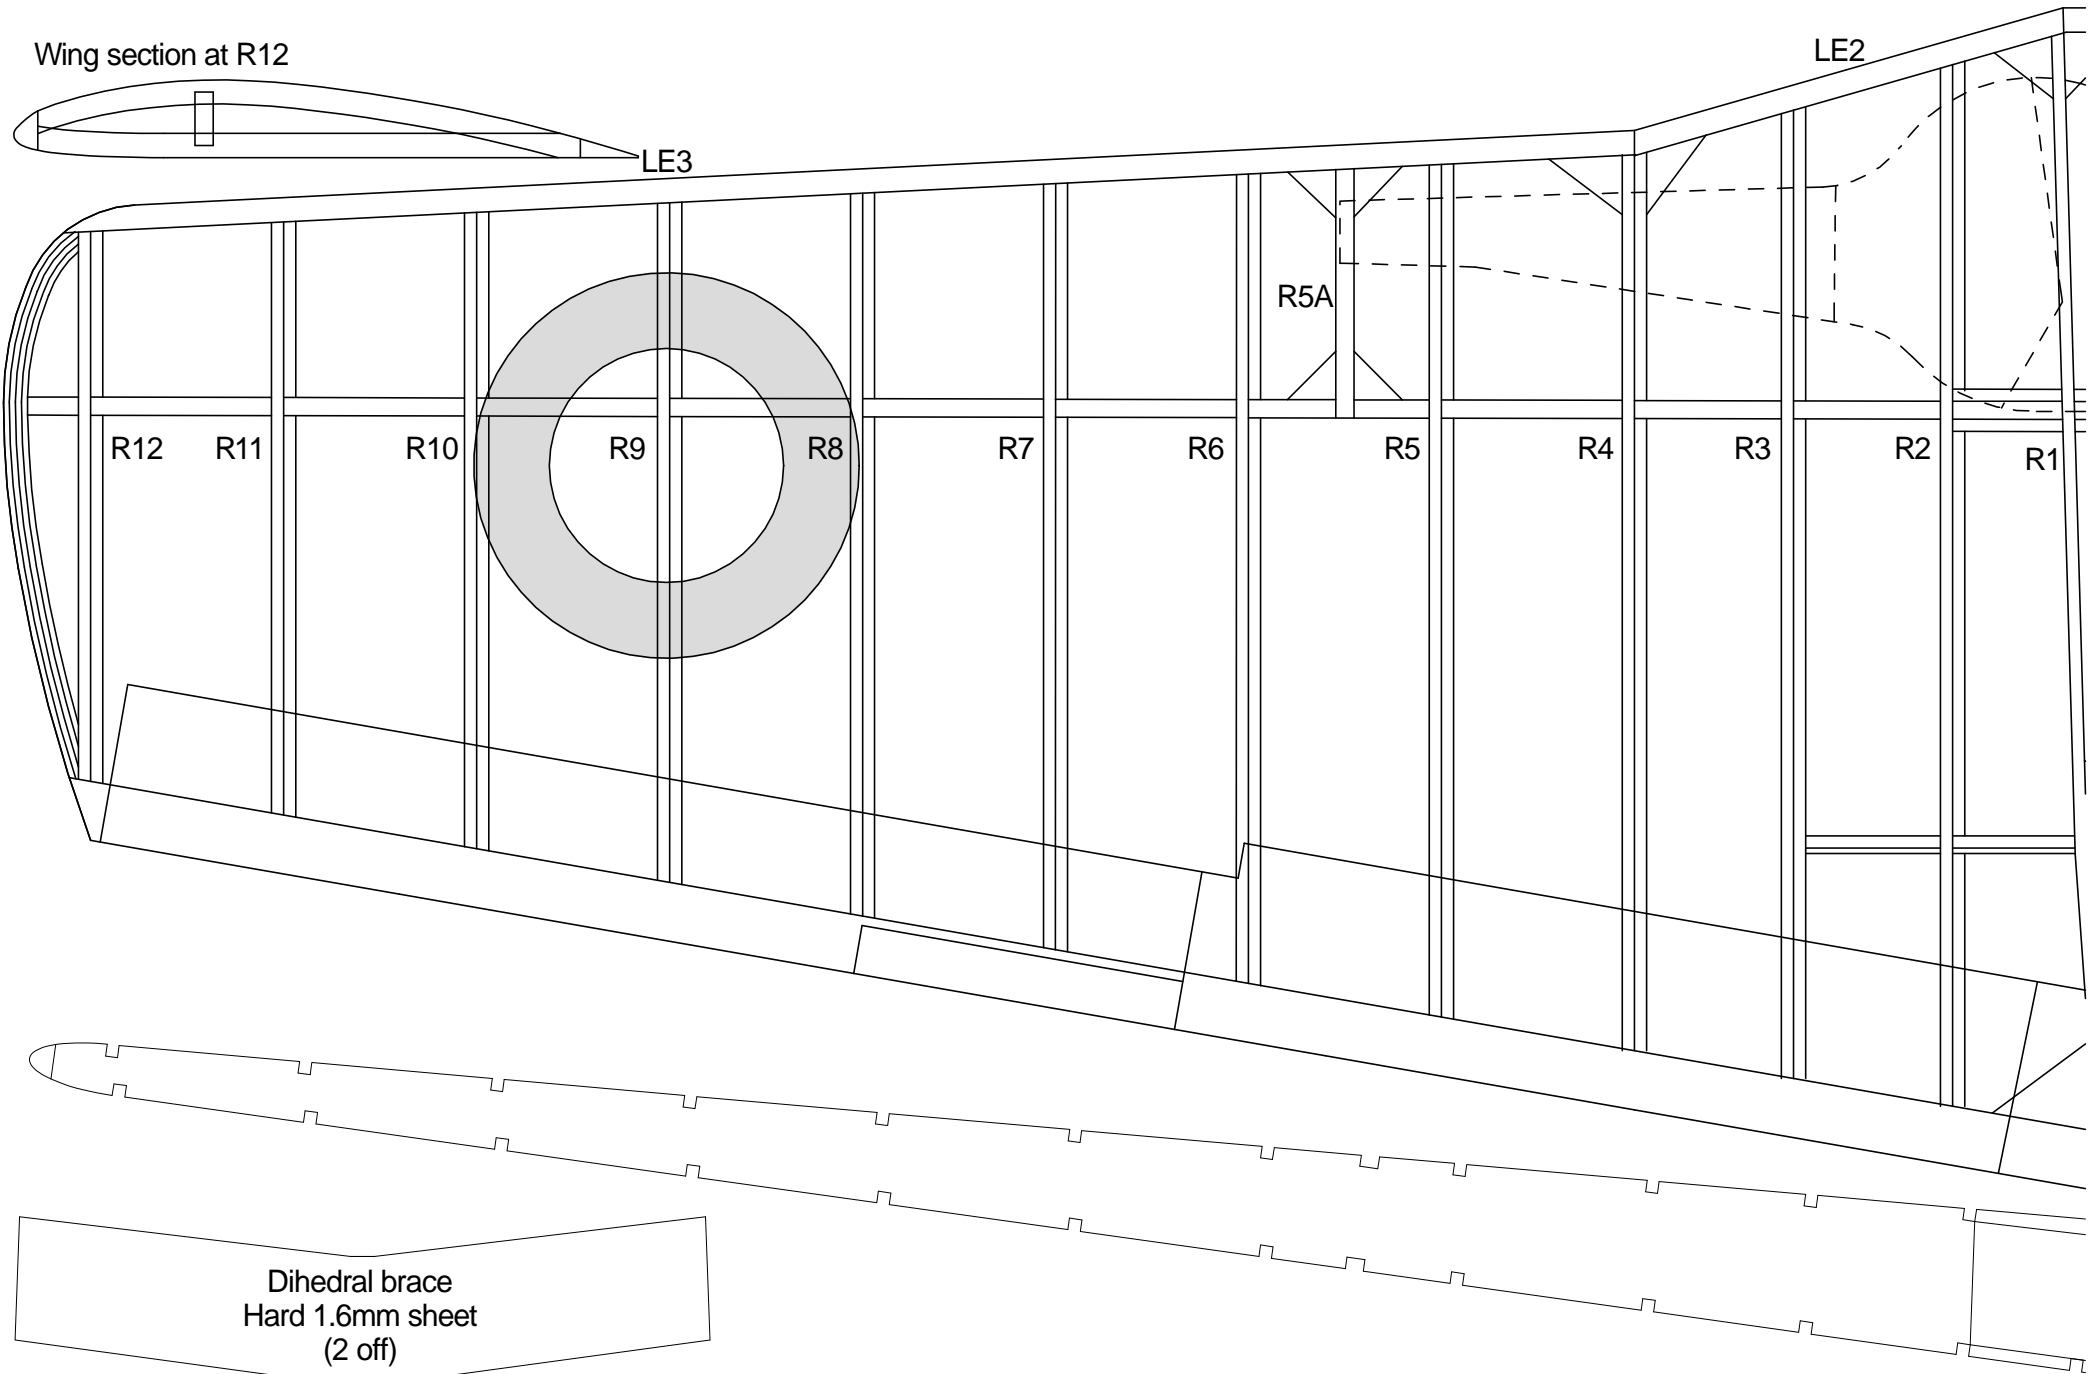 Wing section at R12
LE2
LE3
R5A
R12
R11
R10
R9
R8
R7
R6
R5
R4
R3
R2
R1
Dihedral brace
Hard 1.6mm sheet
(2 off)